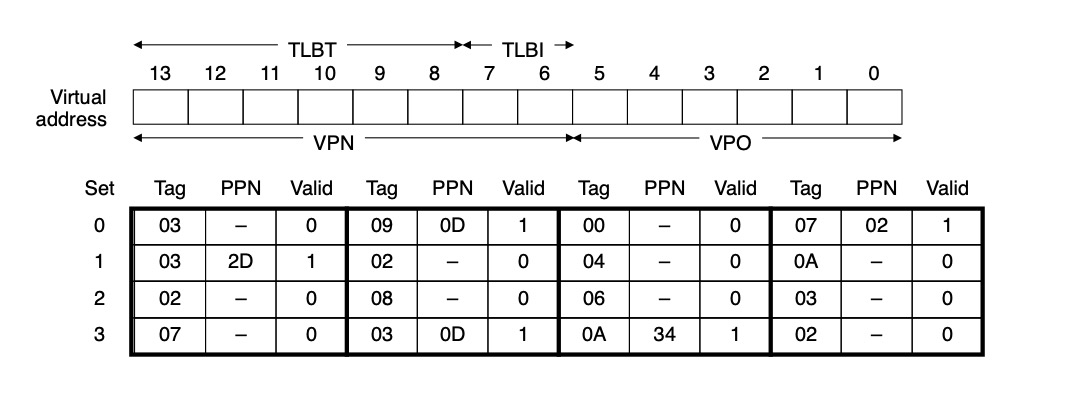 TLBT TLBI
13 12 11 10 9 8 7 6 5 4 3 2 1 0
Virtual
address
VPN VPO
Set Tag PPN Valid Tag PPN Valid Tag PPN Valid Tag PPN Valid
0 03 – 0 09 0D 1 00 – 0 07 02 1
1 03 2D 1 02 – 0 04 – 0 0A – 0
2 02 – 0 08 – 0 06 – 0 03 – 0
3 07 – 0 03 0D 1 0A 34 1 02 – 0